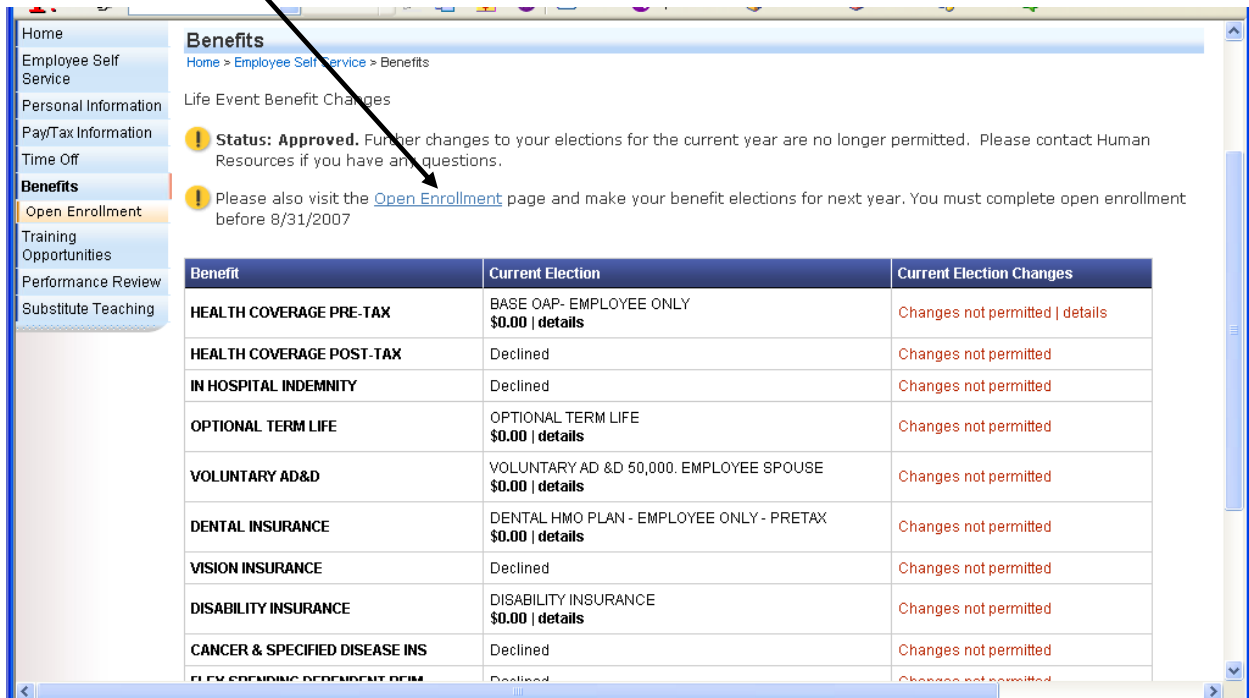 Home
Employee Self
Service
Personal Information
Pay/Tax Information
Time Off
Benefits
Open Enrollment
Training
Opportunities
Performance Review
Substitute Teaching
Benefits
Home > Employee Self Service > Benefits
Life Event Benefit Changes
Status: Approved. Further changes to your elections for the current year are no longer permitted. Please contact Human
Resources if you have any questions.
Please also visit the Open Enrollment page and make your benefit elections for next year. You must complete open enrollment
before 8/31/2007
Benefit Current Election Current Election Changes
HEALTH COVERAGE PRE-TAX BASE OAP- EMPLOYEE ONLY Changes not permitted | details
$0.00 | details
HEALTH COVERAGE POST-TAX Declined Changes not permitted
IN HOSPITAL INDEMNITY Declined Changes not permitted
OPTIONAL TERM LIFE OPTIONAL TERM LIFE Changes not permitted
$0.00 | details
VOLUNTARY AD&D VOLUNTARY AD &D 50,000. EMPLOYEE SPOUSE Changes not permitted
$0.00 | details
DENTAL INSURANCE DENTAL HMO PLAN - EMPLOYEE ONLY - PRETAX Changes not permitted
$0.00 | details
VISION INSURANCE Declined Changes not permitted
DISABILITY INSURANCE DISABILITY INSURANCE Changes not permitted
$0.00 | details
CANCER & SPECIFIED DISEASE INS Declined Changes not permitted
FLEX SPENDING DEPENDENT REIM Declined Changes not permitted